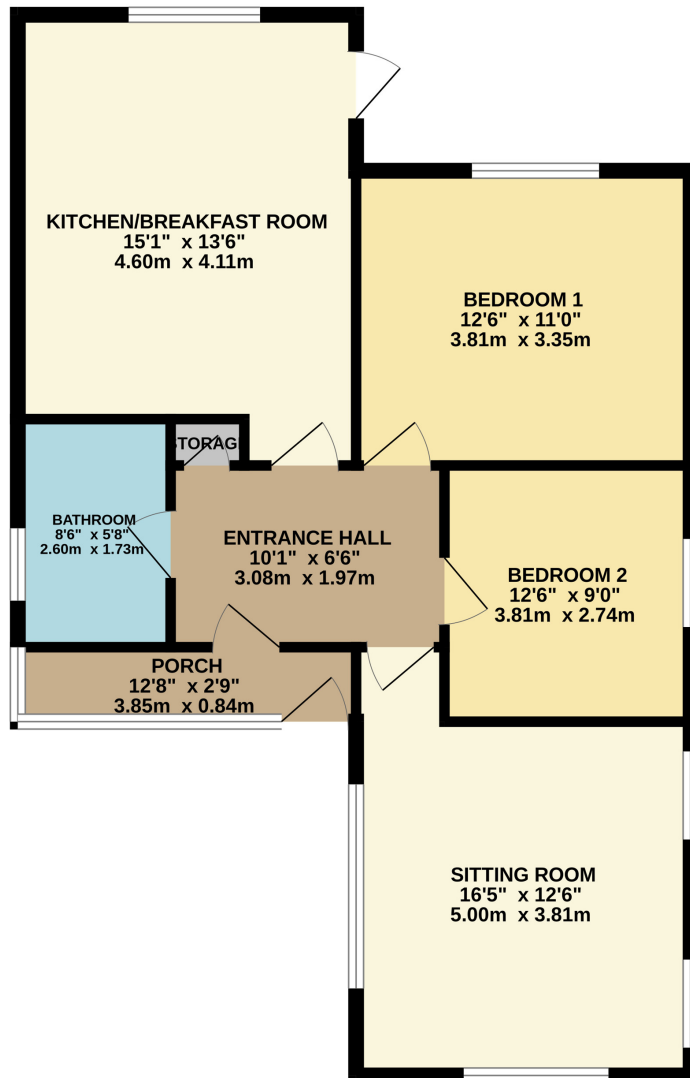 KITCHEN/BREAKFAST ROOM
15'1" x 13'6"
4.60m x 4.11m
BEDROOM 1
12'6" x 11'0"
3.81m x 3.35m
STORAGE
BATHROOM
8'6" x 5'8"
2.60m x 1.73m
ENTRANCE HALL
10'1" x 6'6"
3.08m x 1.97m
BEDROOM 2
12'6" x 9'0"
3.81m x 2.74m
PORCH
12'8" x 2'9"
3.85m x 0.84m
SITTING ROOM
16'5" x 12'6"
5.00m x 3.81m